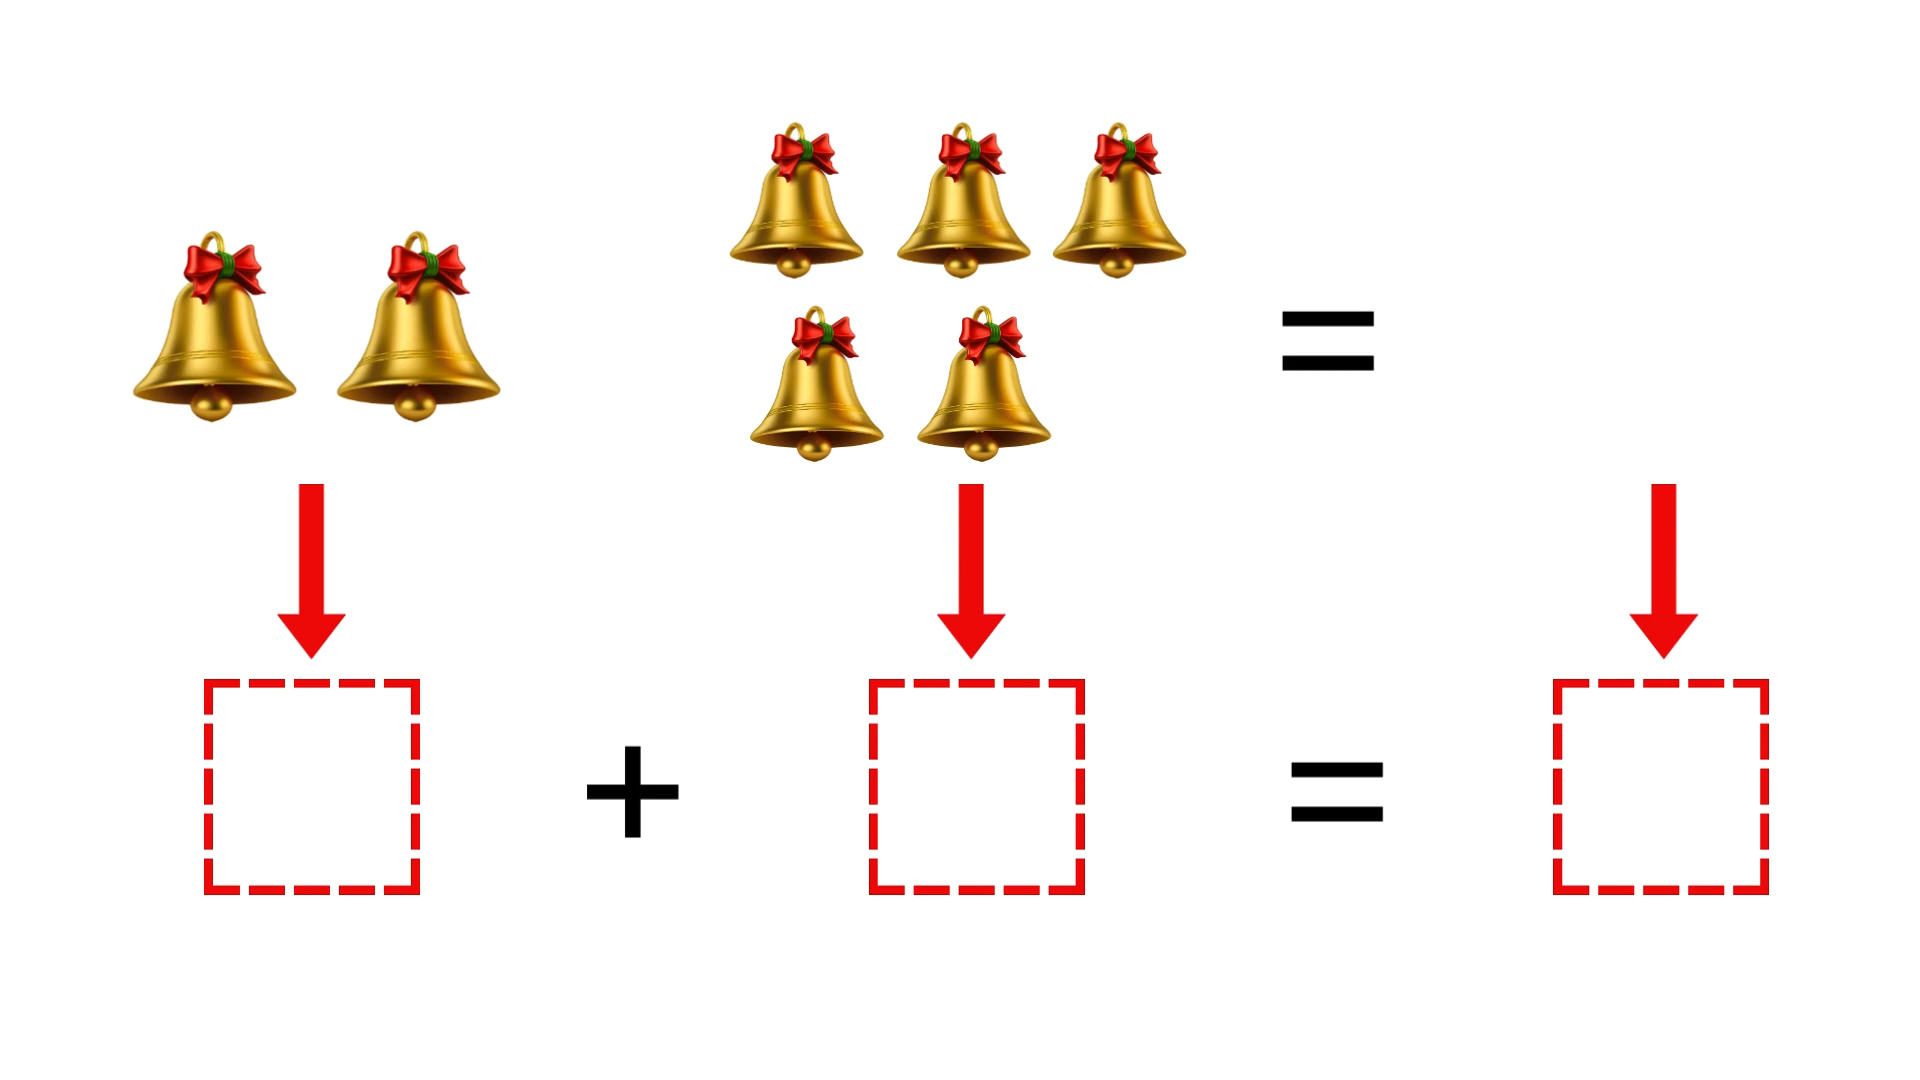 =
+ =